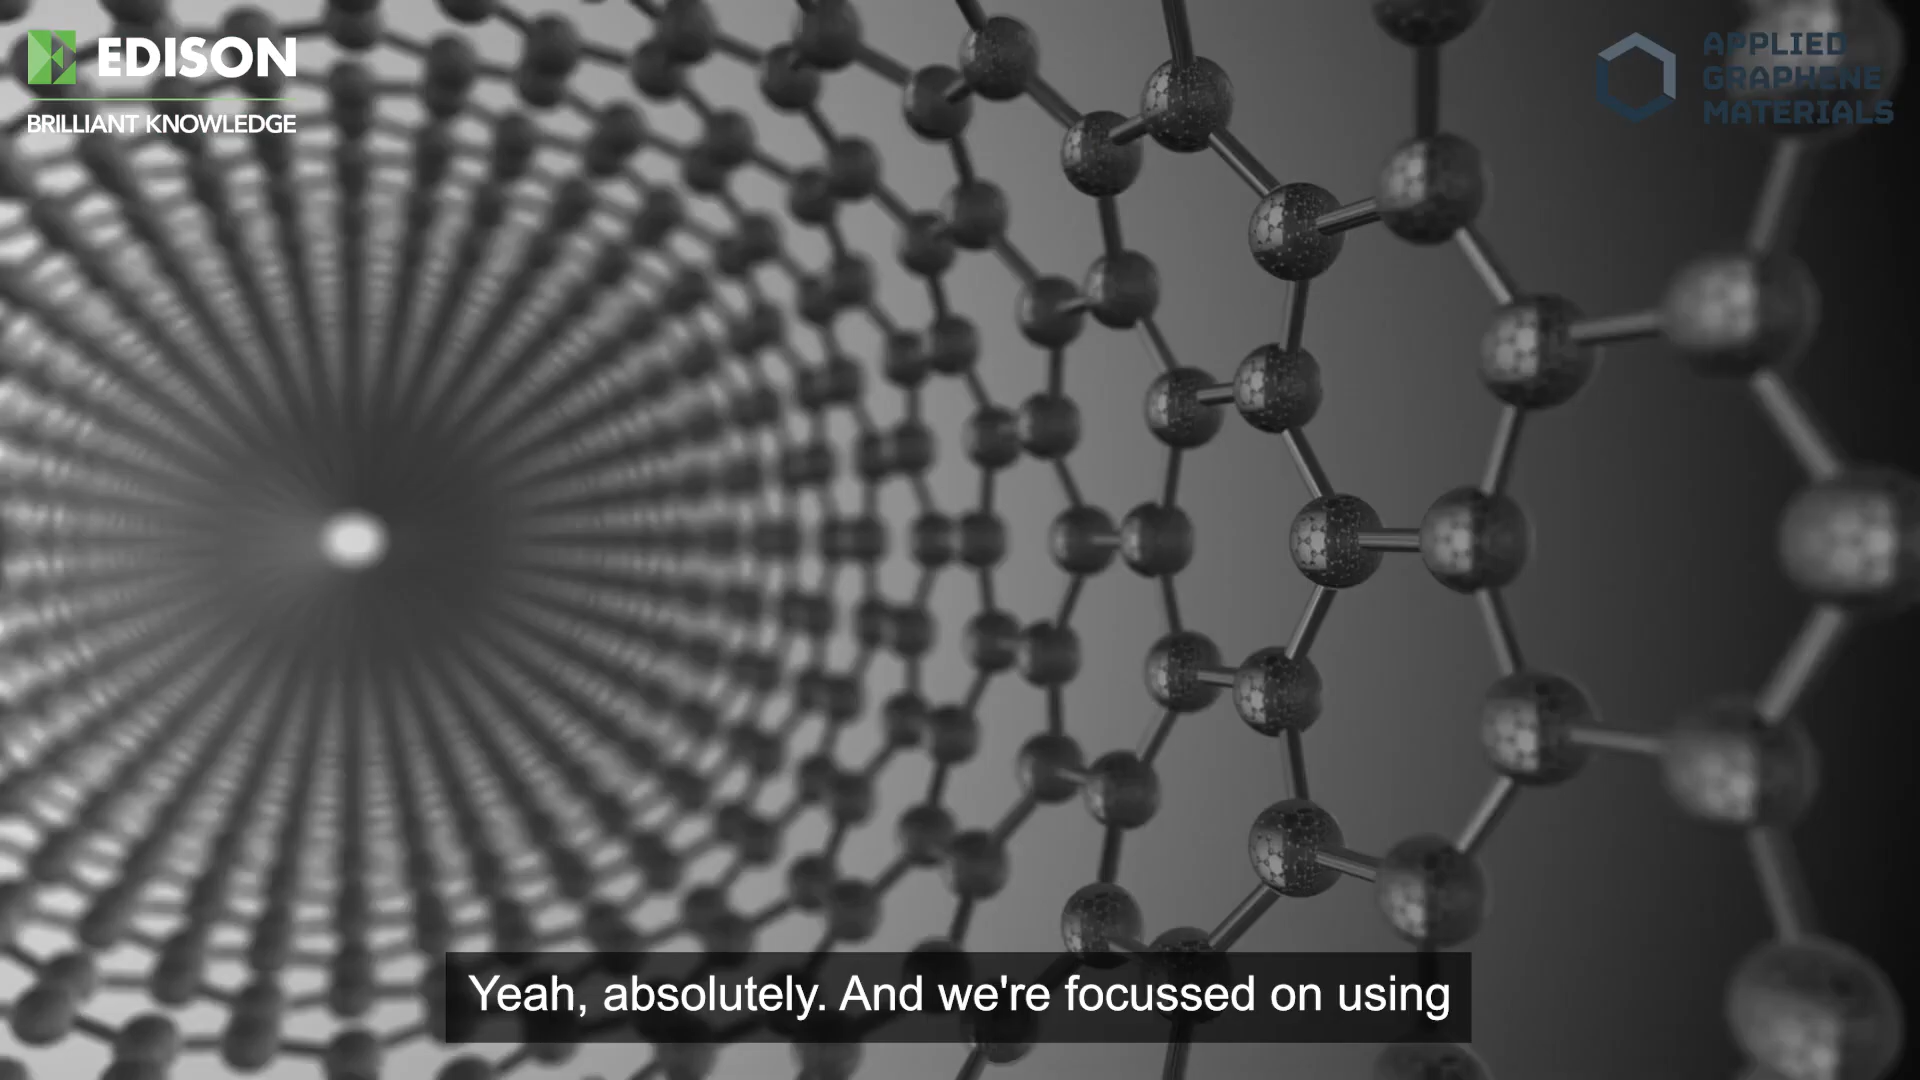 EDISON
BRILLIANT KNOWLEDGE
APPLIED
GRAPHENE
MATERIALS
Yeah, absolutely. And we're focussed on using